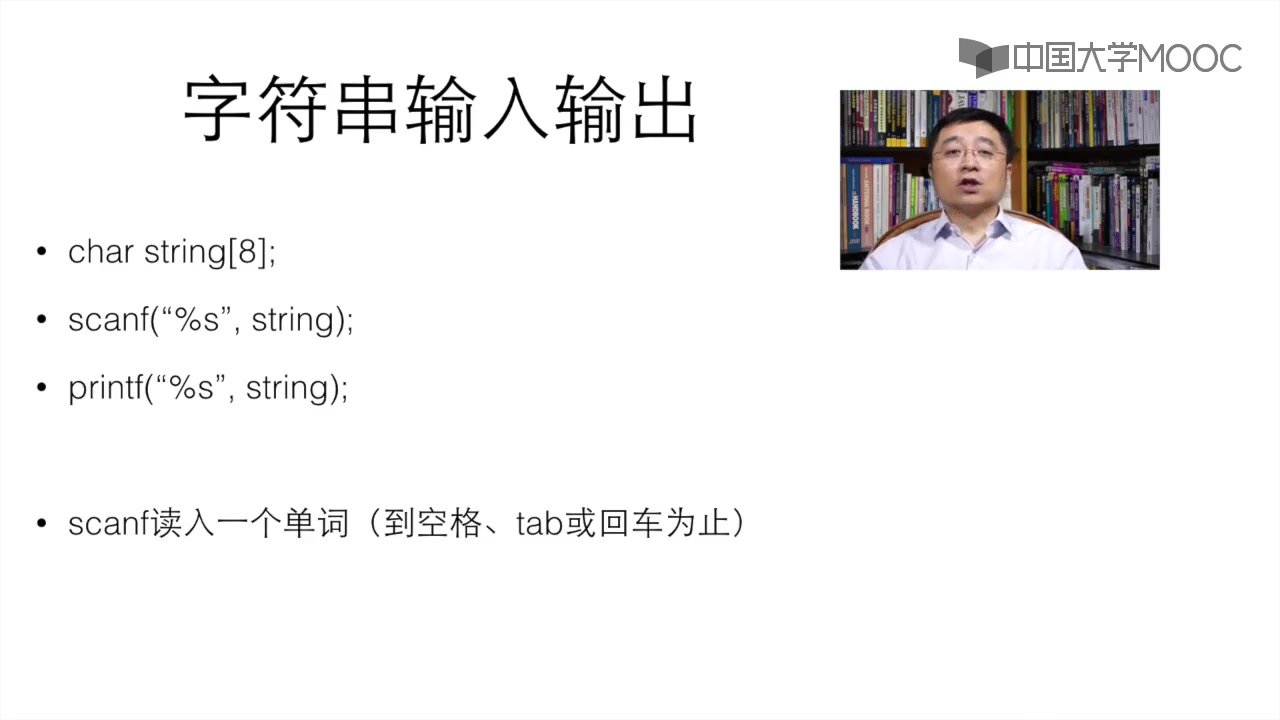 中国大学MOOC
字符串输入输出
• char string[8];
• scanf(“%s”, string);
• printf(“%s”, string);
• scanf读入一个单词（到空格、tab或回车为止）